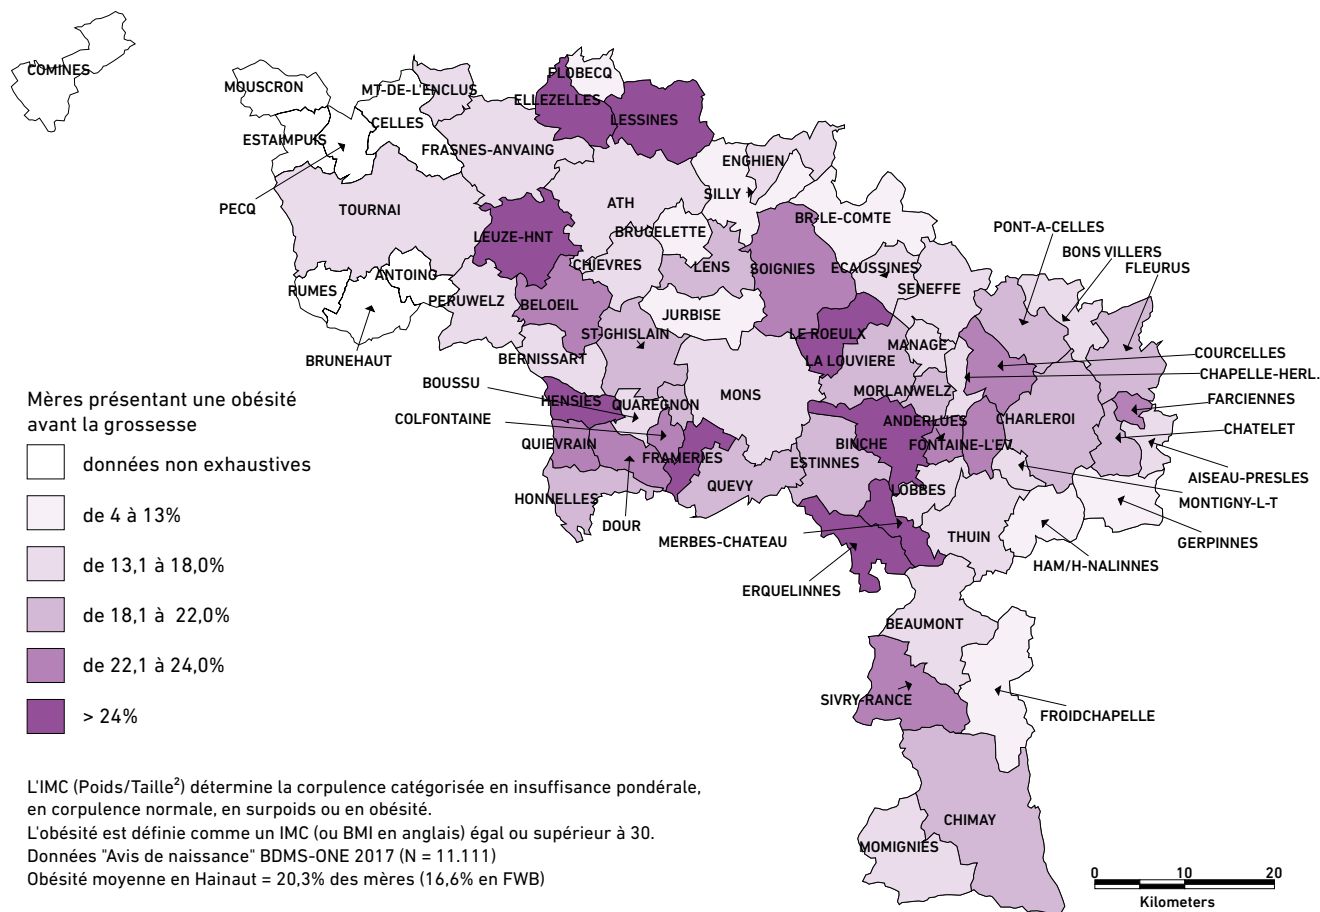 COMINES
MOUSCRON
MT-DE-L'ENCLUS
FLOBECQ
ELLEZELLES
LESSINES
ESTAIMPUIS
CELLES
FRASNES-ANVAING
ENGHIEN
PECQ
TOURNAI
ATH
SILLY
BR-LE-COMTE
LEUZE-HNT
BRUGELETTE
PONT-A-CELLES
BONS VILLERS
FLEURUS
RUMES
ANTOING
CHIEVRES
LENS
SOIGNIES
ECAUSSINES
SENEFFE
PERUWELZ
BELOEIL
JURBISE
BRUNEHAUT
BERNISSART
ST-GHISLAIN
LE ROEULX
MANAGE
LA LOUVIERE
COURCELLES
CHAPELLE-HERL.
BOUSSU
HENSIES
QUAREGNON
MONS
MORLANWELZ
FARCIENNES
COLFONTAINE
ANDERLUES
CHARLEROI
CHATELET
QUIEVRAIN
FRAMERIES
BINCHE
FONTAINE-L'EV
ESTINNES
AISEAU-PRESLES
HONNELLES
DOUR
QUEVY
LOBBES
MONTIGNY-L-T
MERBES-CHATEAU
THUIN
GERPINNES
HAM/H-NALINNES
ERQUELINNES
BEAUMONT
SIVRY-RANCE
FROIDCHAPELLE
CHIMAY
MOMIGNIES
Mères présentant une obésité
avant la grossesse
données non exhaustives
de 4 à 13%
de 13,1 à 18,0%
de 18,1 à 22,0%
de 22,1 à 24,0%
> 24%
L'IMC (Poids/Taille²) détermine la corpulence catégorisée en insuffisance pondérale,
en corpulence normale, en surpoids ou en obésité.
L'obésité est définie comme un IMC (ou BMI en anglais) égal ou supérieur à 30.
Données "Avis de naissance" BDMS-ONE 2017 (N = 11.111)
Obésité moyenne en Hainaut = 20,3% des mères (16,6% en FWB)
0 10 20
Kilometers